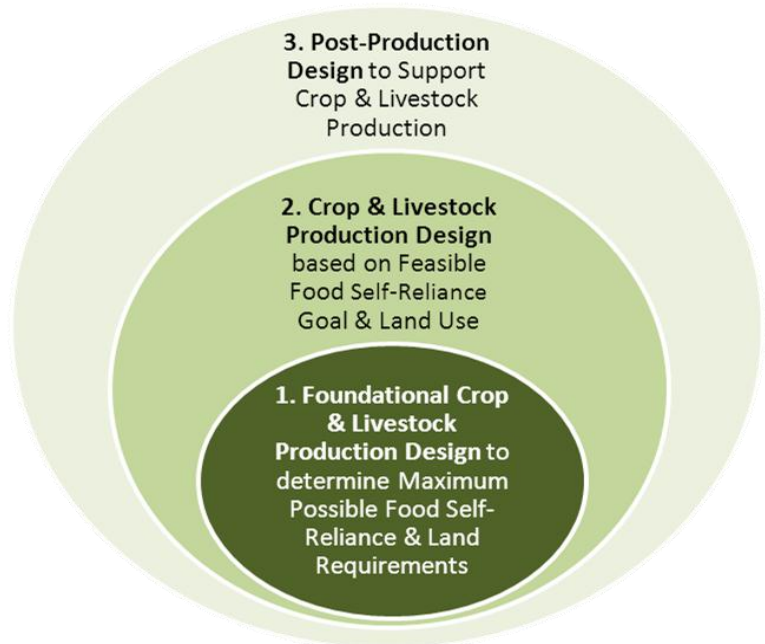 3. Post-Production
Design to Support
Crop & Livestock
Production
2. Crop & Livestock
Production Design
based on Feasible
Food Self-Reliance
Goal & Land Use
1. Foundational Crop
& Livestock
Production Design to
determine Maximum
Possible Food Self-
Reliance & Land
Requirements